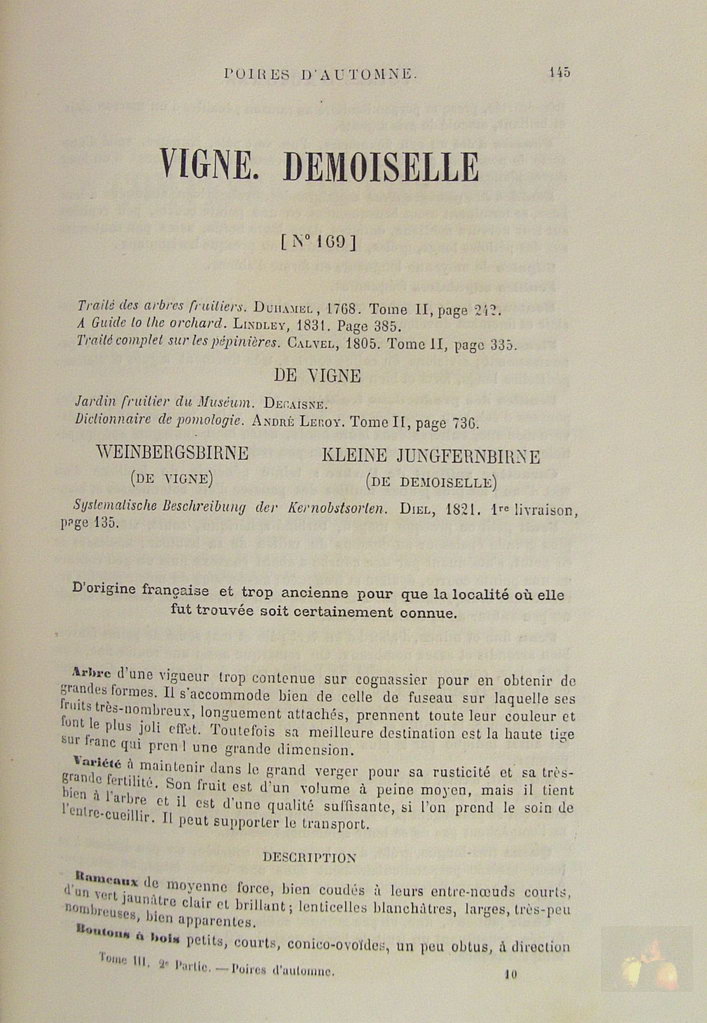 POIRES D'AUTOMNE. 145
VIGNE. DEMOISELLE
[N° 169]
Traité des arbres fruitiers. DUHAMEL, 1768. Tome II, page 242.
A Guide to the orchard. LINDLEY, 1831. Page 385.
Traité complet sur les pépinières. CALVEL, 1805. Tome II, page 335.
DE VIGNE
Jardin fruitier du Muséum. DECAISNE.
Dictionnaire de pomologie. ANDRÉ LEROY. Tome II, page 736.
WEINBERGSBIRNE KLEINE JUNGFERNBIRNE
(DE VIGNE) (DE DEMOISELLE)
Systematische Beschreibung der Kernobstsorten. DIEL, 1821. 1re livraison,
page 135.
D'origine française et trop ancienne pour que la localité où elle
fut trouvée soit certainement connue.
Arbre d'une vigueur trop contenue sur cognassier pour en obtenir de
grandes formes. Il s'accommode bien de celle de fuseau sur laquelle ses
fruits très-nombreux, longuement attachés, prennent toute leur couleur et
font le plus joli effet. Toutefois sa meilleure destination est la haute tige
sur franc qui prend une grande dimension.
Variété à maintenir dans le grand verger pour sa rusticité et sa très-
grande fertilité. Son fruit est d'un volume à peine moyen, mais il tient
bien à l'arbre et il est d'une qualité suffisante, si l'on prend le soin de
l'entre-cueillir. Il peut supporter le transport.
DESCRIPTION
Rameaux de moyenne force, bien coudés à leurs entre-nœuds courts,
d'un vert jaunâtre clair et brillant; lenticelles blanchâtres, larges, très-peu
nombreuses, bien apparentes.
Boutons à bois petits, courts, conico-ovoïdes, un peu obtus, à direction
Tome III. 2e Partie. — Poires d'automne. 10